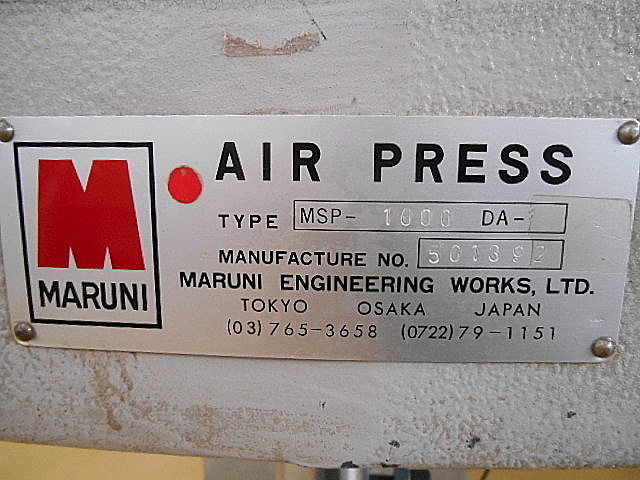 M
MARUNI
AIR PRESS
TYPE MSP- 1000 DA-
MANUFACTURE NO. 501392
MARUNI ENGINEERING WORKS, LTD.
TOKYO OSAKA JAPAN
(03) 765-3658 (0722) 79-1151